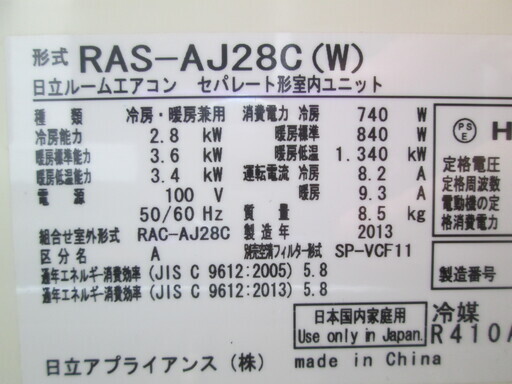 形式 RAS-AJ28C(W)
日立ルームエアコン セパレート形室内ユニット
種類 冷房・暖房兼用
冷房能力 2.8 kW
暖房標準能力 3.6 kW
暖房低温能力 3.4 kW
電源 100 V
50/60 Hz
組合せ室外形式 RAC-AJ28C
区分名 A
消費電力 冷房 740 W
暖房標準 840 W
暖房低温 1.340 kW
運転電流 冷房 8.2 A
暖房 9.3 A
質量 8.5 kg
製造年 2013
別売空清フィルター形式 SP-VCF11
通年エネルギー消費効率 (JIS C 9612:2005) 5.8
通年エネルギー消費効率 (JIS C 9612:2013) 5.8
日本国内家庭用
Use only in Japan.
日立アプライアンス(株) made in China
PS
E
H
定格電圧
定格周波数
電動機の定
格消費電力
製造番号
冷媒
R410A